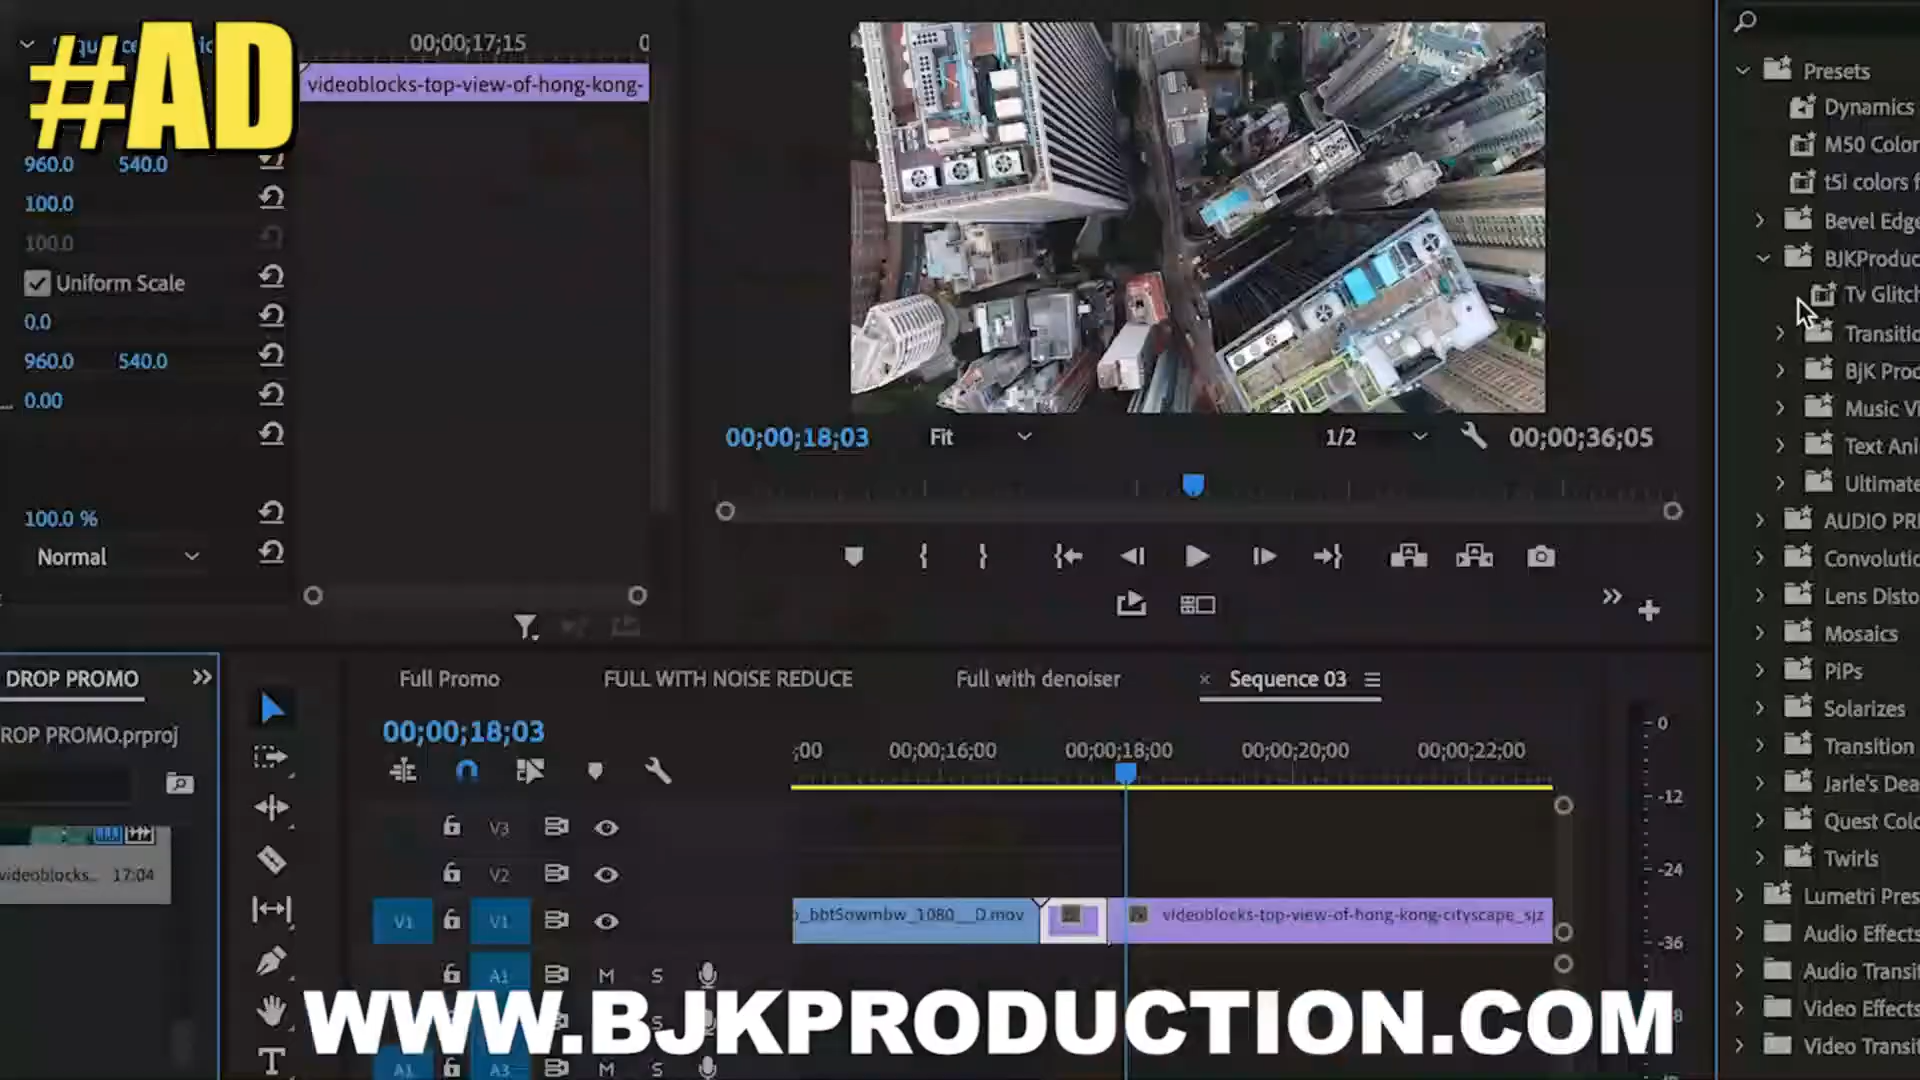 #AD
00;00;17;15
videoblocks-top-view-of-hong-kong-
960.0 540.0
100.0
100.0
Uniform Scale
0.0
960.0 540.0
0.00
100.0 %
Normal
00;00;18;03
Fit
1/2
00;00;36;05
Presets
Dynamics
M50 Color
t5i colors f
Bevel Edge
BJKProduc
Tv Glitch
Transitio
BJK Prod
Music Vi
Text Ani
Ultimate
AUDIO PRE
Convolutio
Lens Disto
Mosaics
PiPs
Solarizes
Transition
Jarle's Dea
Quest Colo
Twirls
Lumetri Pres
Audio Effects
Audio Transit
Video Effects
Video Transit
DROP PROMO
ROP PROMO.prproj
videoblocks... 17:04
Full Promo
FULL WITH NOISE REDUCE
Full with denoiser
× Sequence 03
00;00;18;03
;00 00;00;16;00 00;00;18;00 00;00;20;00 00;00;22;00
V3
V2
V1 V1
_bbtSowmbw_1080__D.mov
videoblocks-top-view-of-hong-kong-cityscape_sjz
A1 M S
S
A1 A3 M S
0
-12
-24
-36
WWW.BJKPRODUCTION.COM